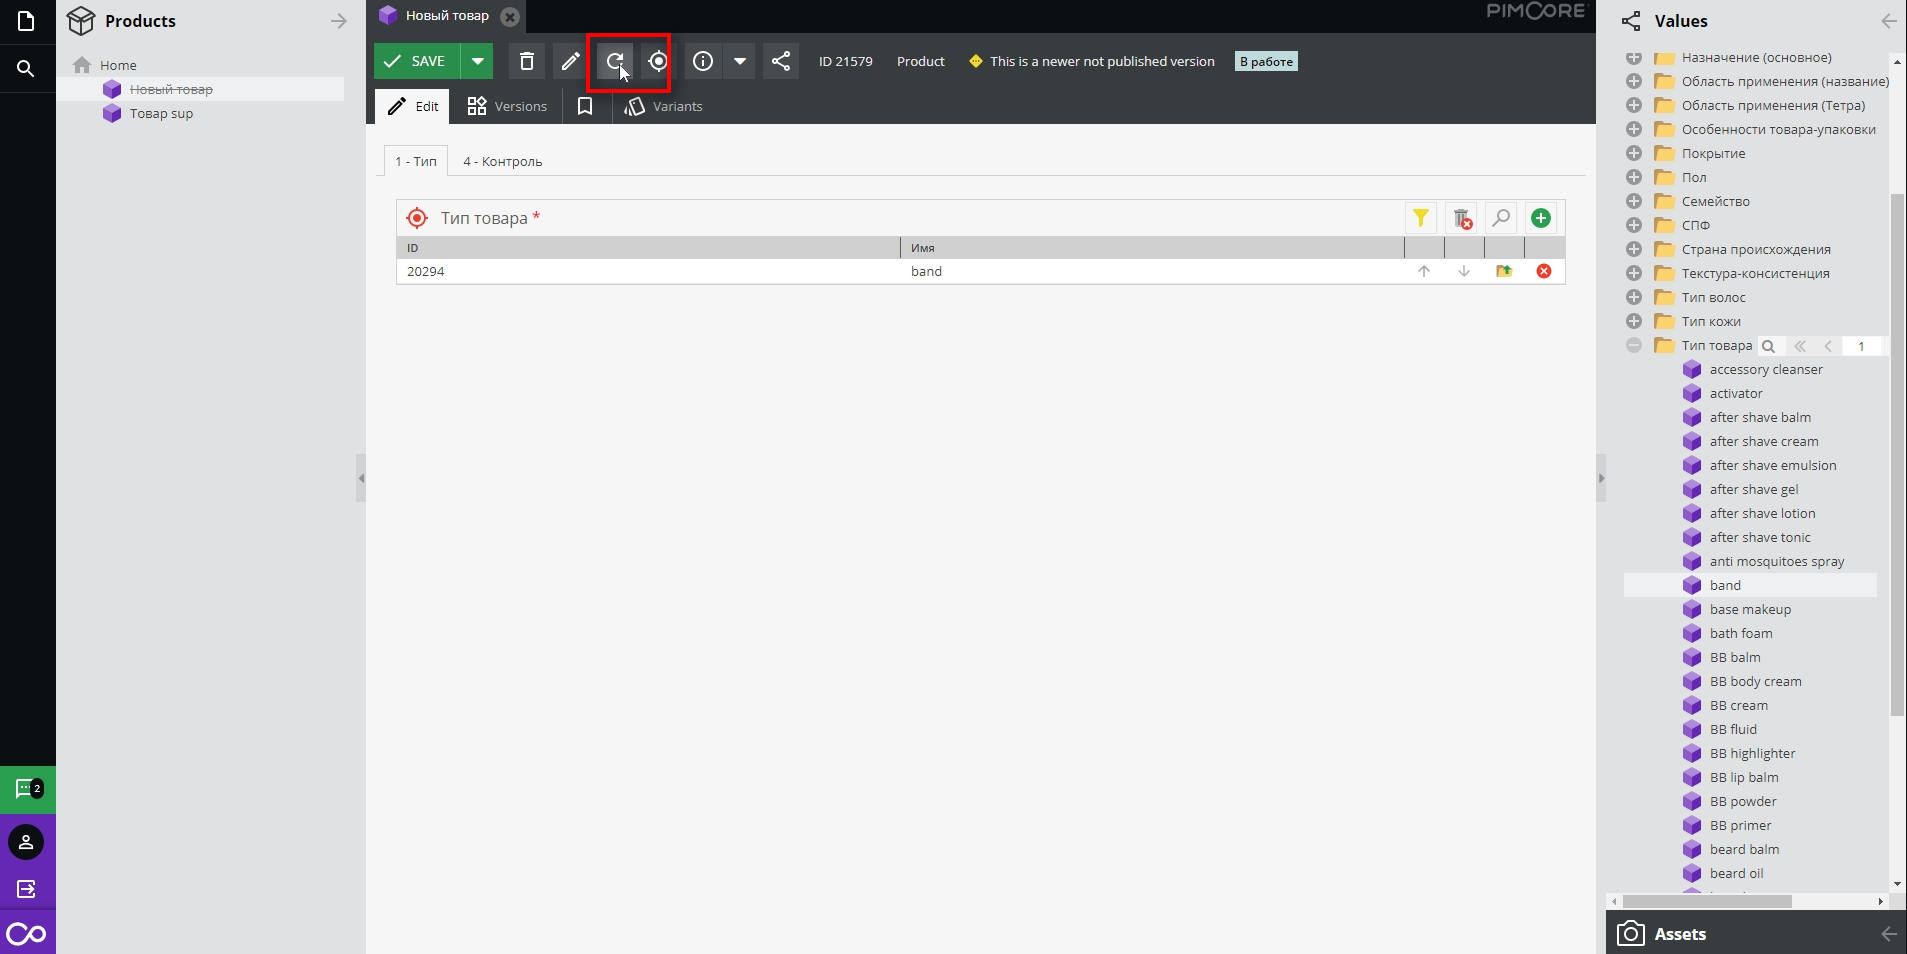 Products
Home
Новый товар
Товар sup
2
Новый товар
PIMCORE
SAVE
ID 21579
Product
This is a newer not published version
В работе
Edit
Versions
Variants
1 - Тип
4 - Контроль
Тип товара *
ID
Имя
20294
band
Values
Назначение (основное)
Область применения (название)
Область применения (Тетра)
Особенности товара-упаковки
Покрытие
Пол
Семейство
СПФ
Страна происхождения
Текстура-консистенция
Тип волос
Тип кожи
Тип товара
1
accessory cleanser
activator
after shave balm
after shave cream
after shave emulsion
after shave gel
after shave lotion
after shave tonic
anti mosquitoes spray
band
base makeup
bath foam
BB balm
BB body cream
BB cream
BB fluid
BB highlighter
BB lip balm
BB powder
BB primer
beard balm
beard oil
Assets